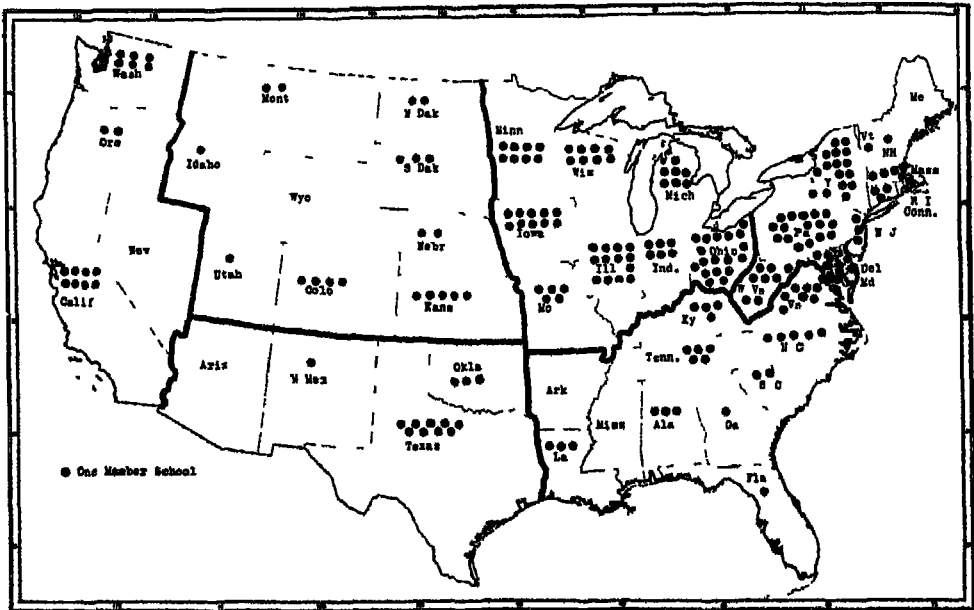 Wash
Mont
N Dak
Minn
Me
Ore
Idaho
S Dak
Wis
Mich
Vt
NH
Mass
R I
Conn.
Y
Wyo
Nev
Nebr
Iowa
Pa
N J
Ohio
Utah
Colo
Ill
Ind.
Del
Md
Calif
Kans
Mo
W Va
Va
Ky
Ariz
N Mex
Okla
Ark
Tenn.
N C
S C
Texas
La
Miss
Ala
Ga
Fla
One Member School